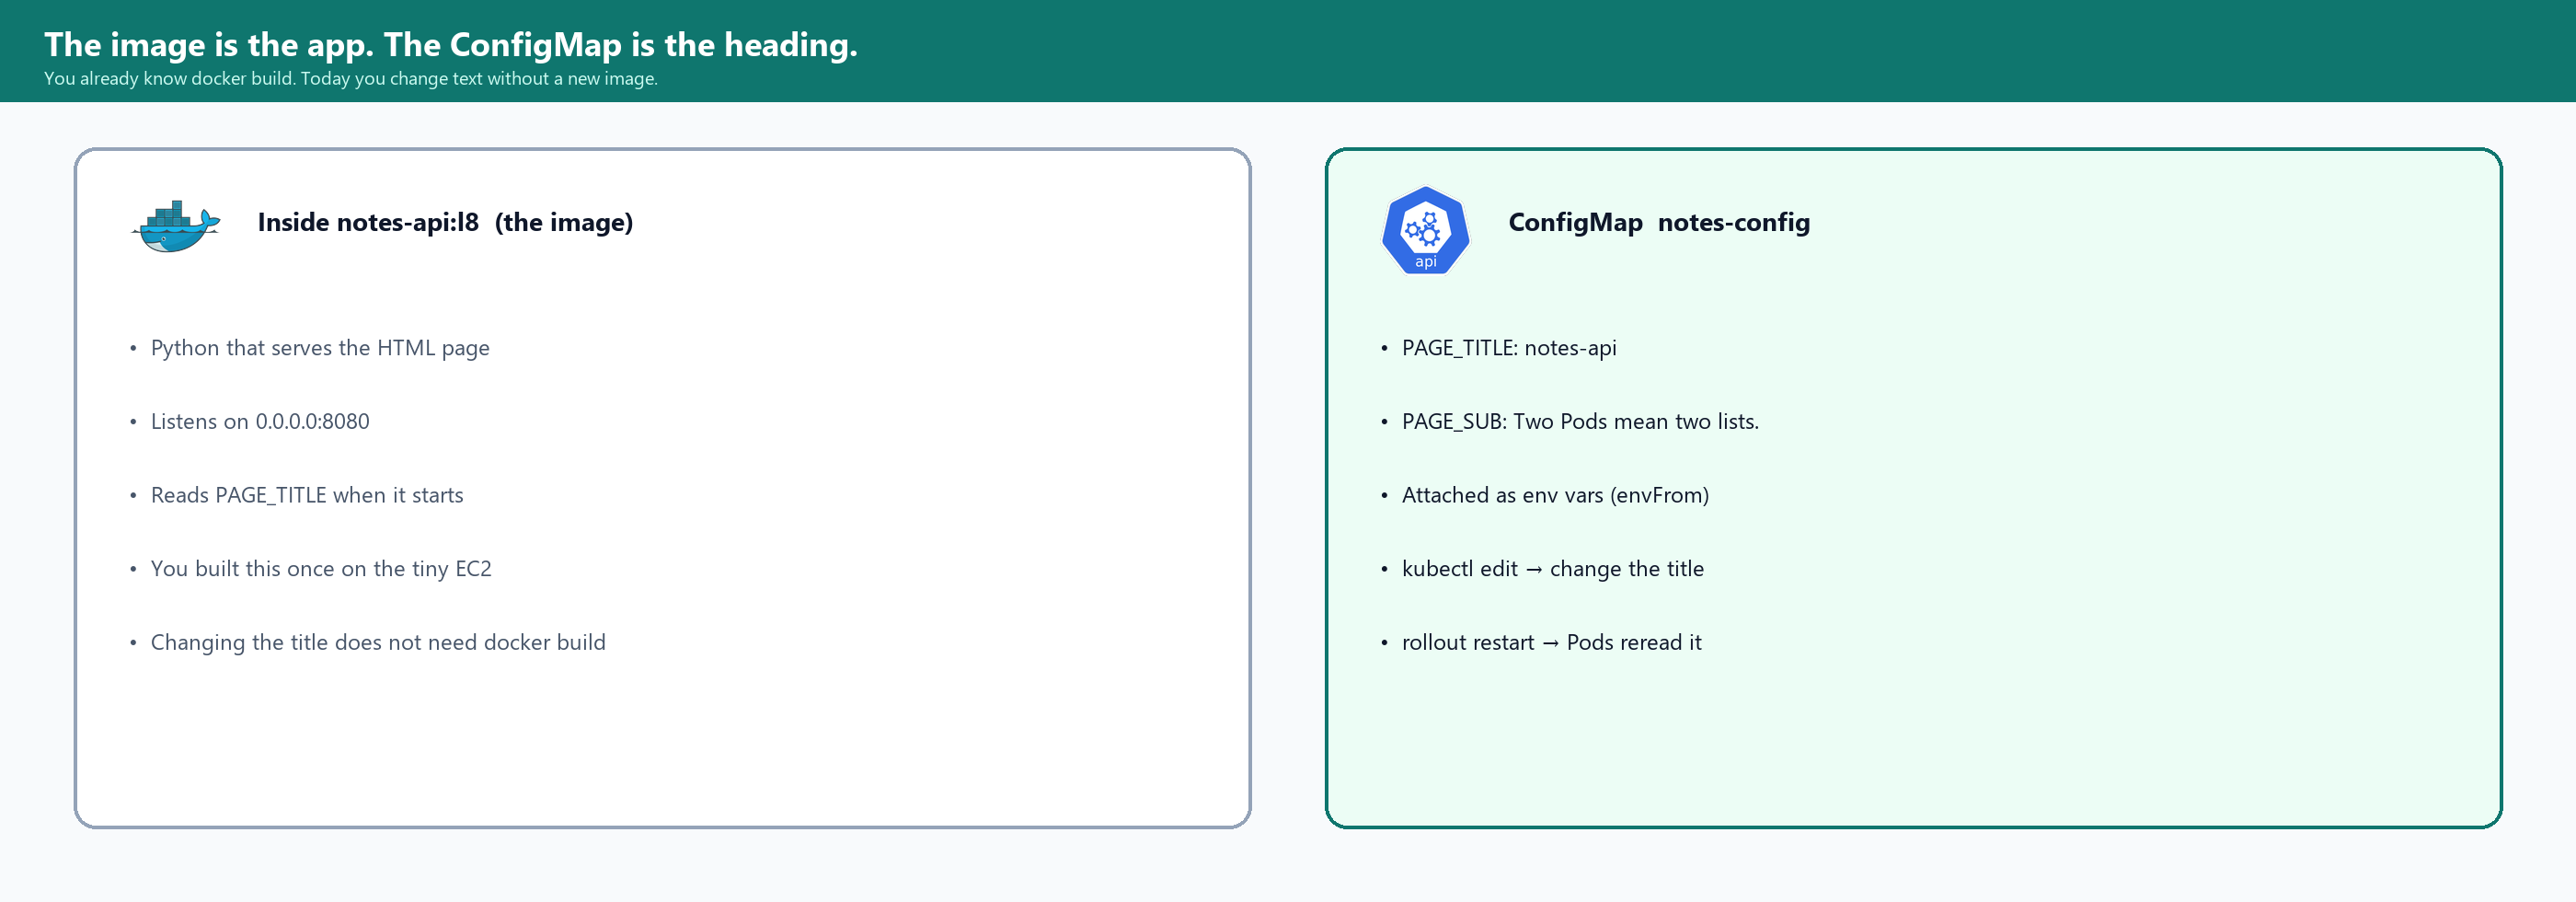 The image is the app. The ConfigMap is the heading.
You already know docker build. Today you change text without a new image.
Inside notes-api:l8  (the image)
• Python that serves the HTML page
• Listens on 0.0.0.0:8080
• Reads PAGE_TITLE when it starts
• You built this once on the tiny EC2
• Changing the title does not need docker build
api
ConfigMap  notes-config
• PAGE_TITLE: notes-api
• PAGE_SUB: Two Pods mean two lists.
• Attached as env vars (envFrom)
• kubectl edit → change the title
• rollout restart → Pods reread it